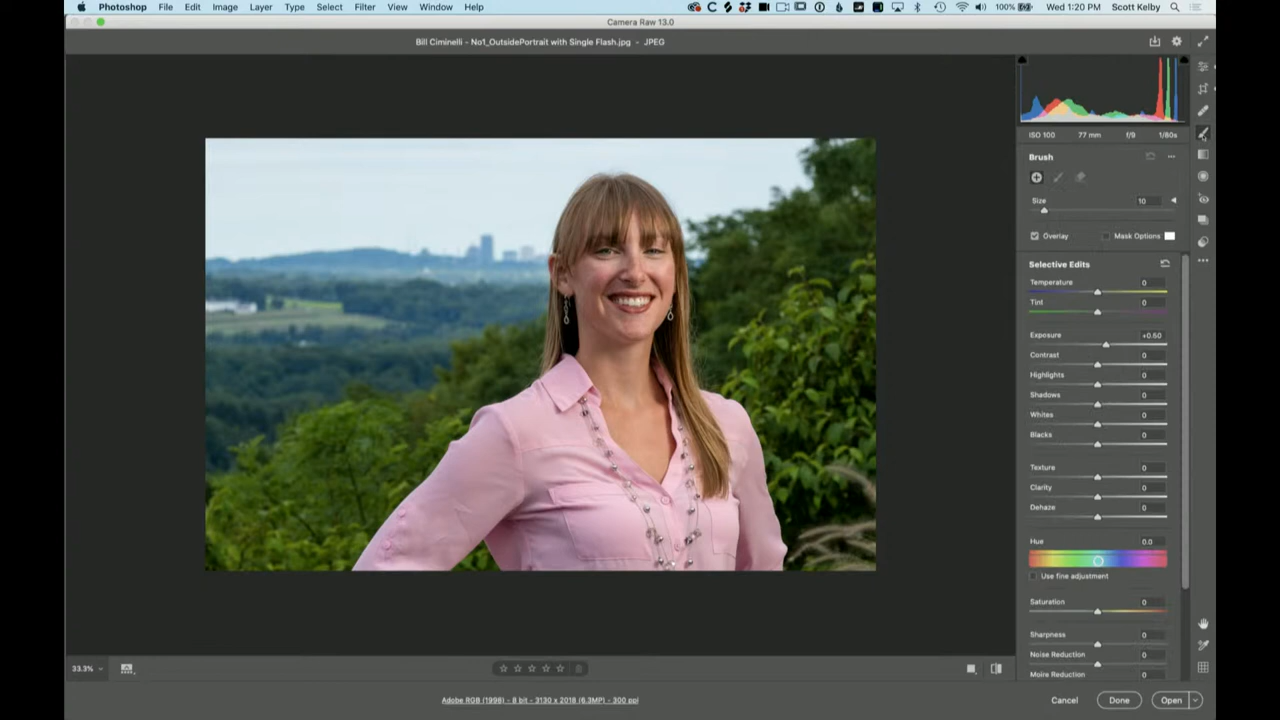 Photoshop File Edit Image Layer Type Select Filter View Window Help 100% Wed 1:20 PM Scott Kelby
Camera Raw 13.0
Bill Ciminelli - No1_OutsidePortrait with Single Flash.jpg - JPEG
ISO 100 77 mm f/9 1/80s
Brush
Size 10
Overlay Mask Options
Selective Edits
Temperature 0
Tint 0
Exposure +0.50
Contrast 0
Highlights 0
Shadows 0
Whites 0
Blacks 0
Texture 0
Clarity 0
Dehaze 0
Hue 0.0
Use fine adjustment
Saturation 0
Sharpness 0
Noise Reduction 0
Moire Reduction 0
33.3%
Adobe RGB (1998) - 8 bit - 3130 x 2018 (6.3MP) - 300 ppi
Cancel Done Open